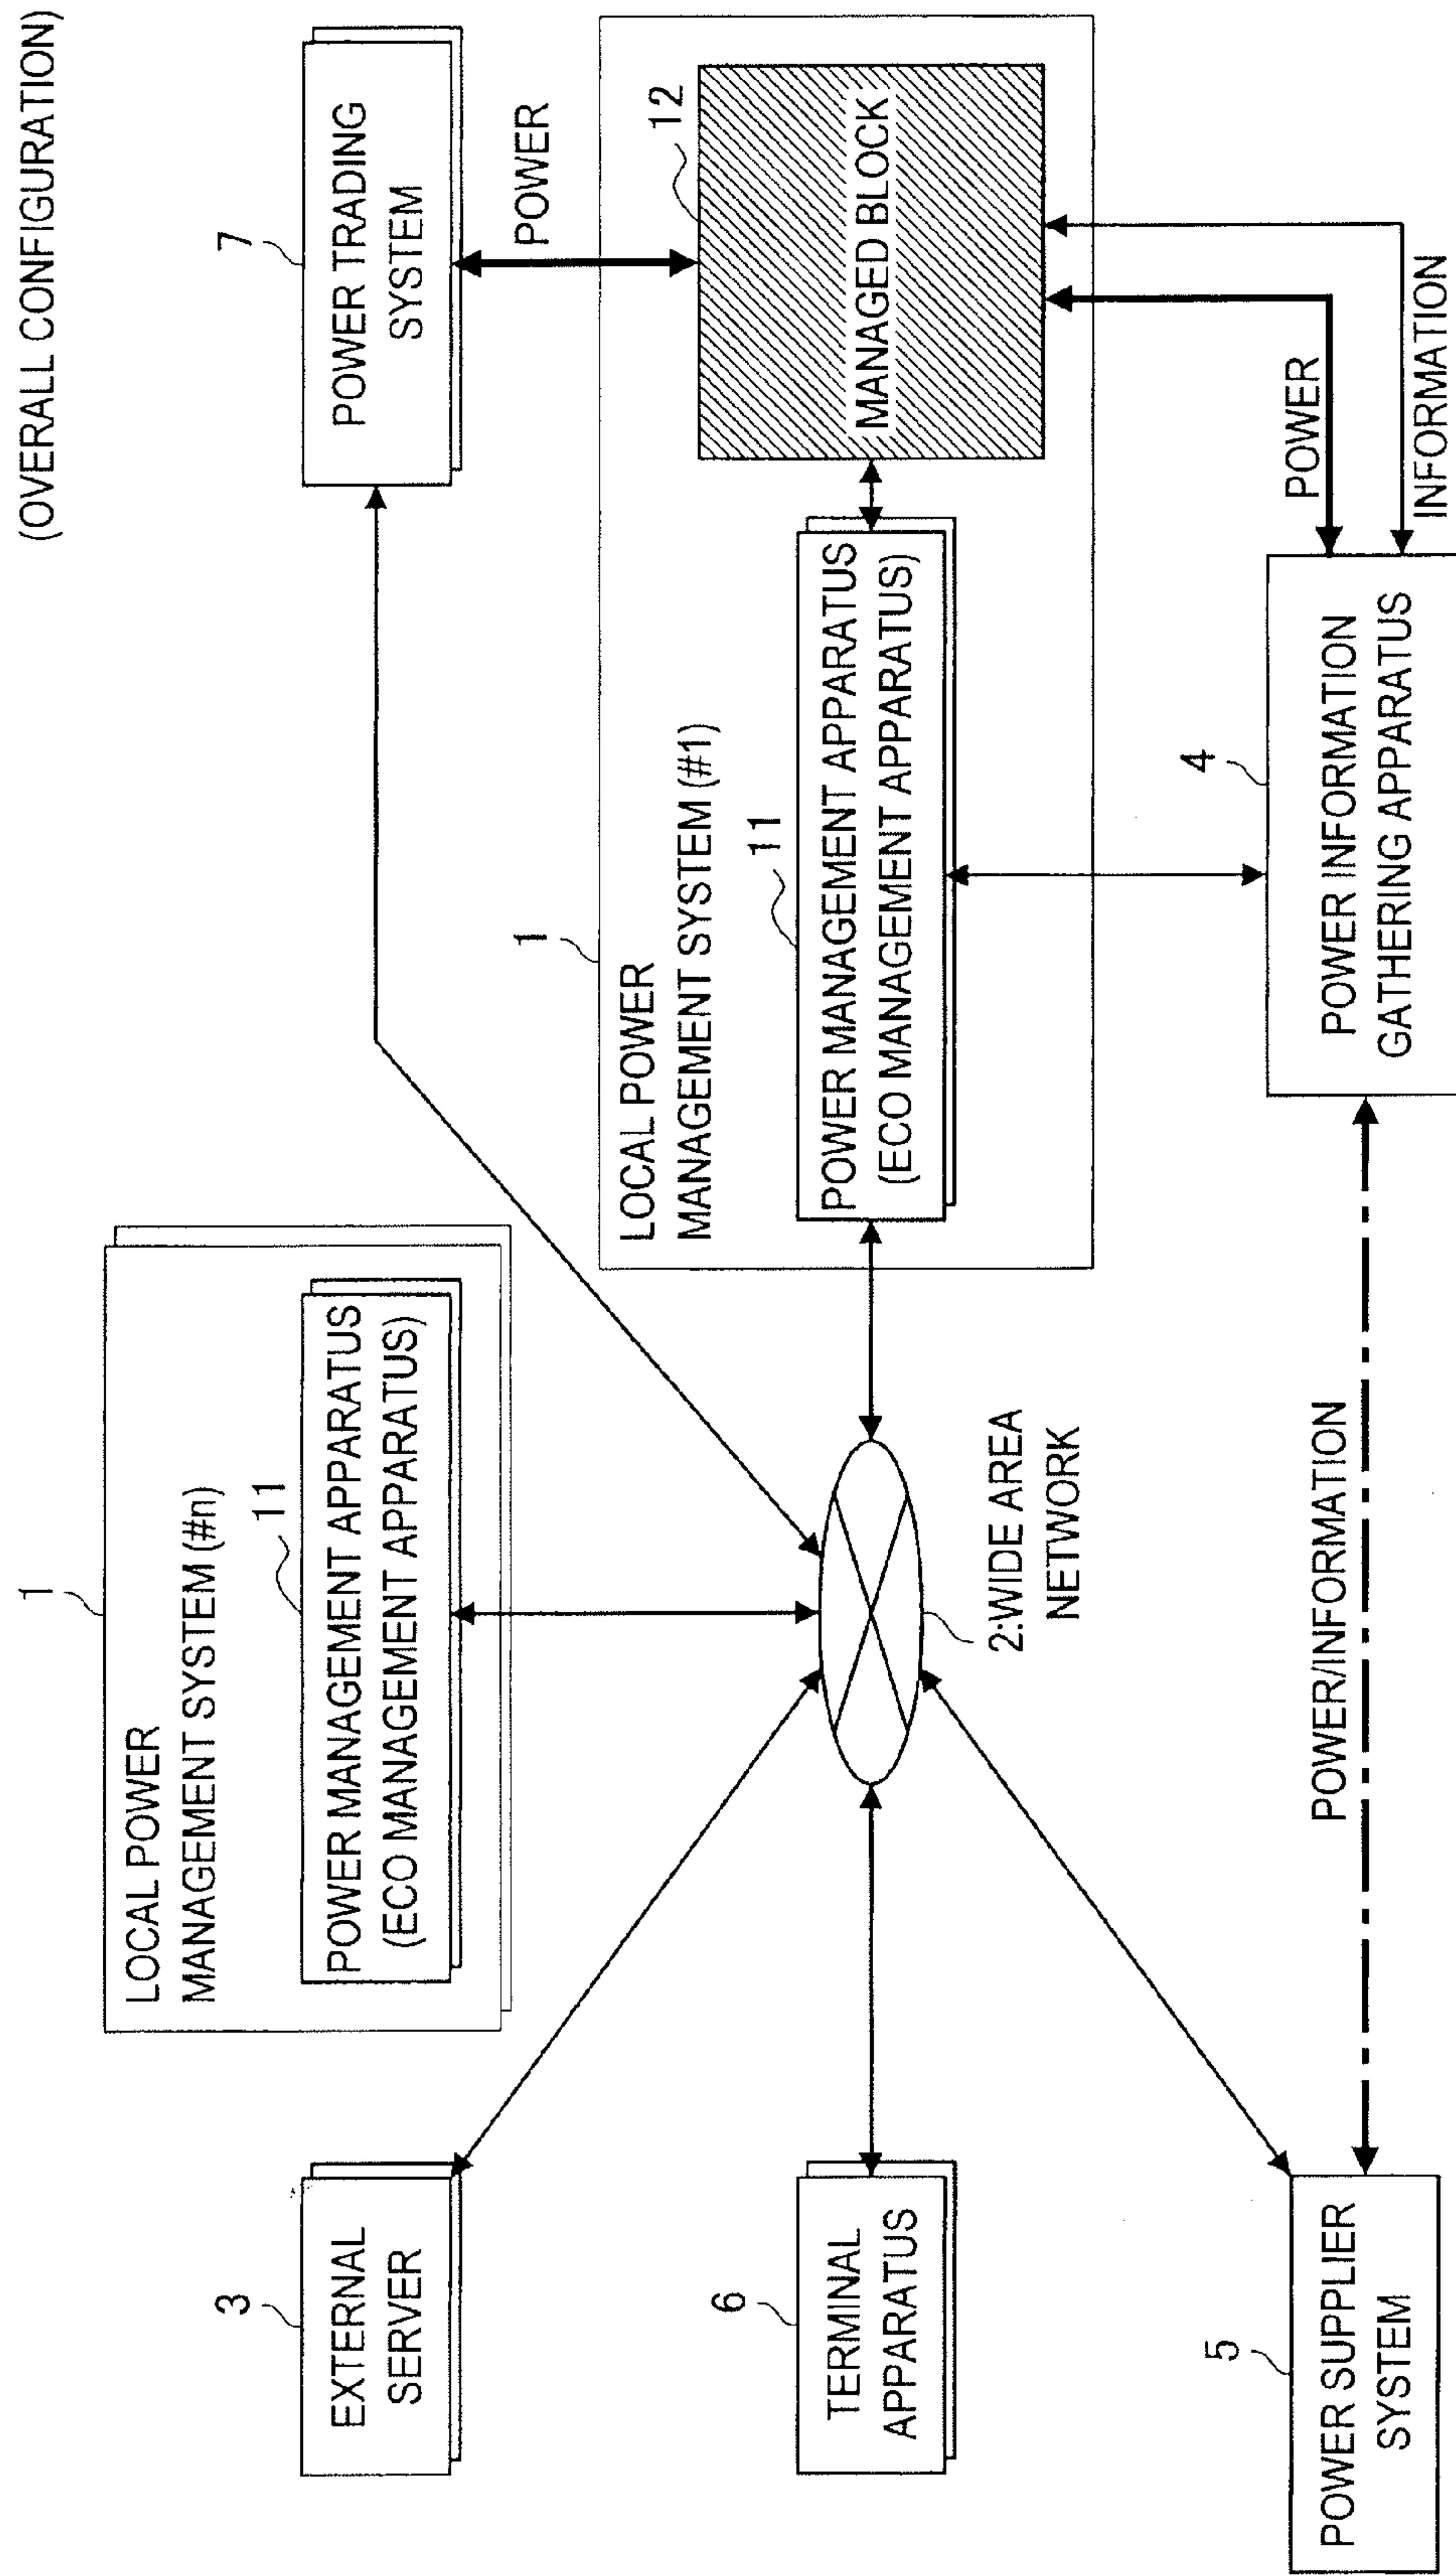 (OVERALL CONFIGURATION)
1
LOCAL POWER
MANAGEMENT SYSTEM (#n)
11
POWER MANAGEMENT APPARATUS
(ECO MANAGEMENT APPARATUS)
3
EXTERNAL
SERVER
7
POWER TRADING
SYSTEM
POWER
1
LOCAL POWER
MANAGEMENT SYSTEM (#1)
11
POWER MANAGEMENT APPARATUS
(ECO MANAGEMENT APPARATUS)
12
MANAGED BLOCK
6
TERMINAL
APPARATUS
2:WIDE AREA
NETWORK
5
POWER SUPPLIER
SYSTEM
POWER/INFORMATION
4
POWER INFORMATION
GATHERING APPARATUS
POWER
INFORMATION